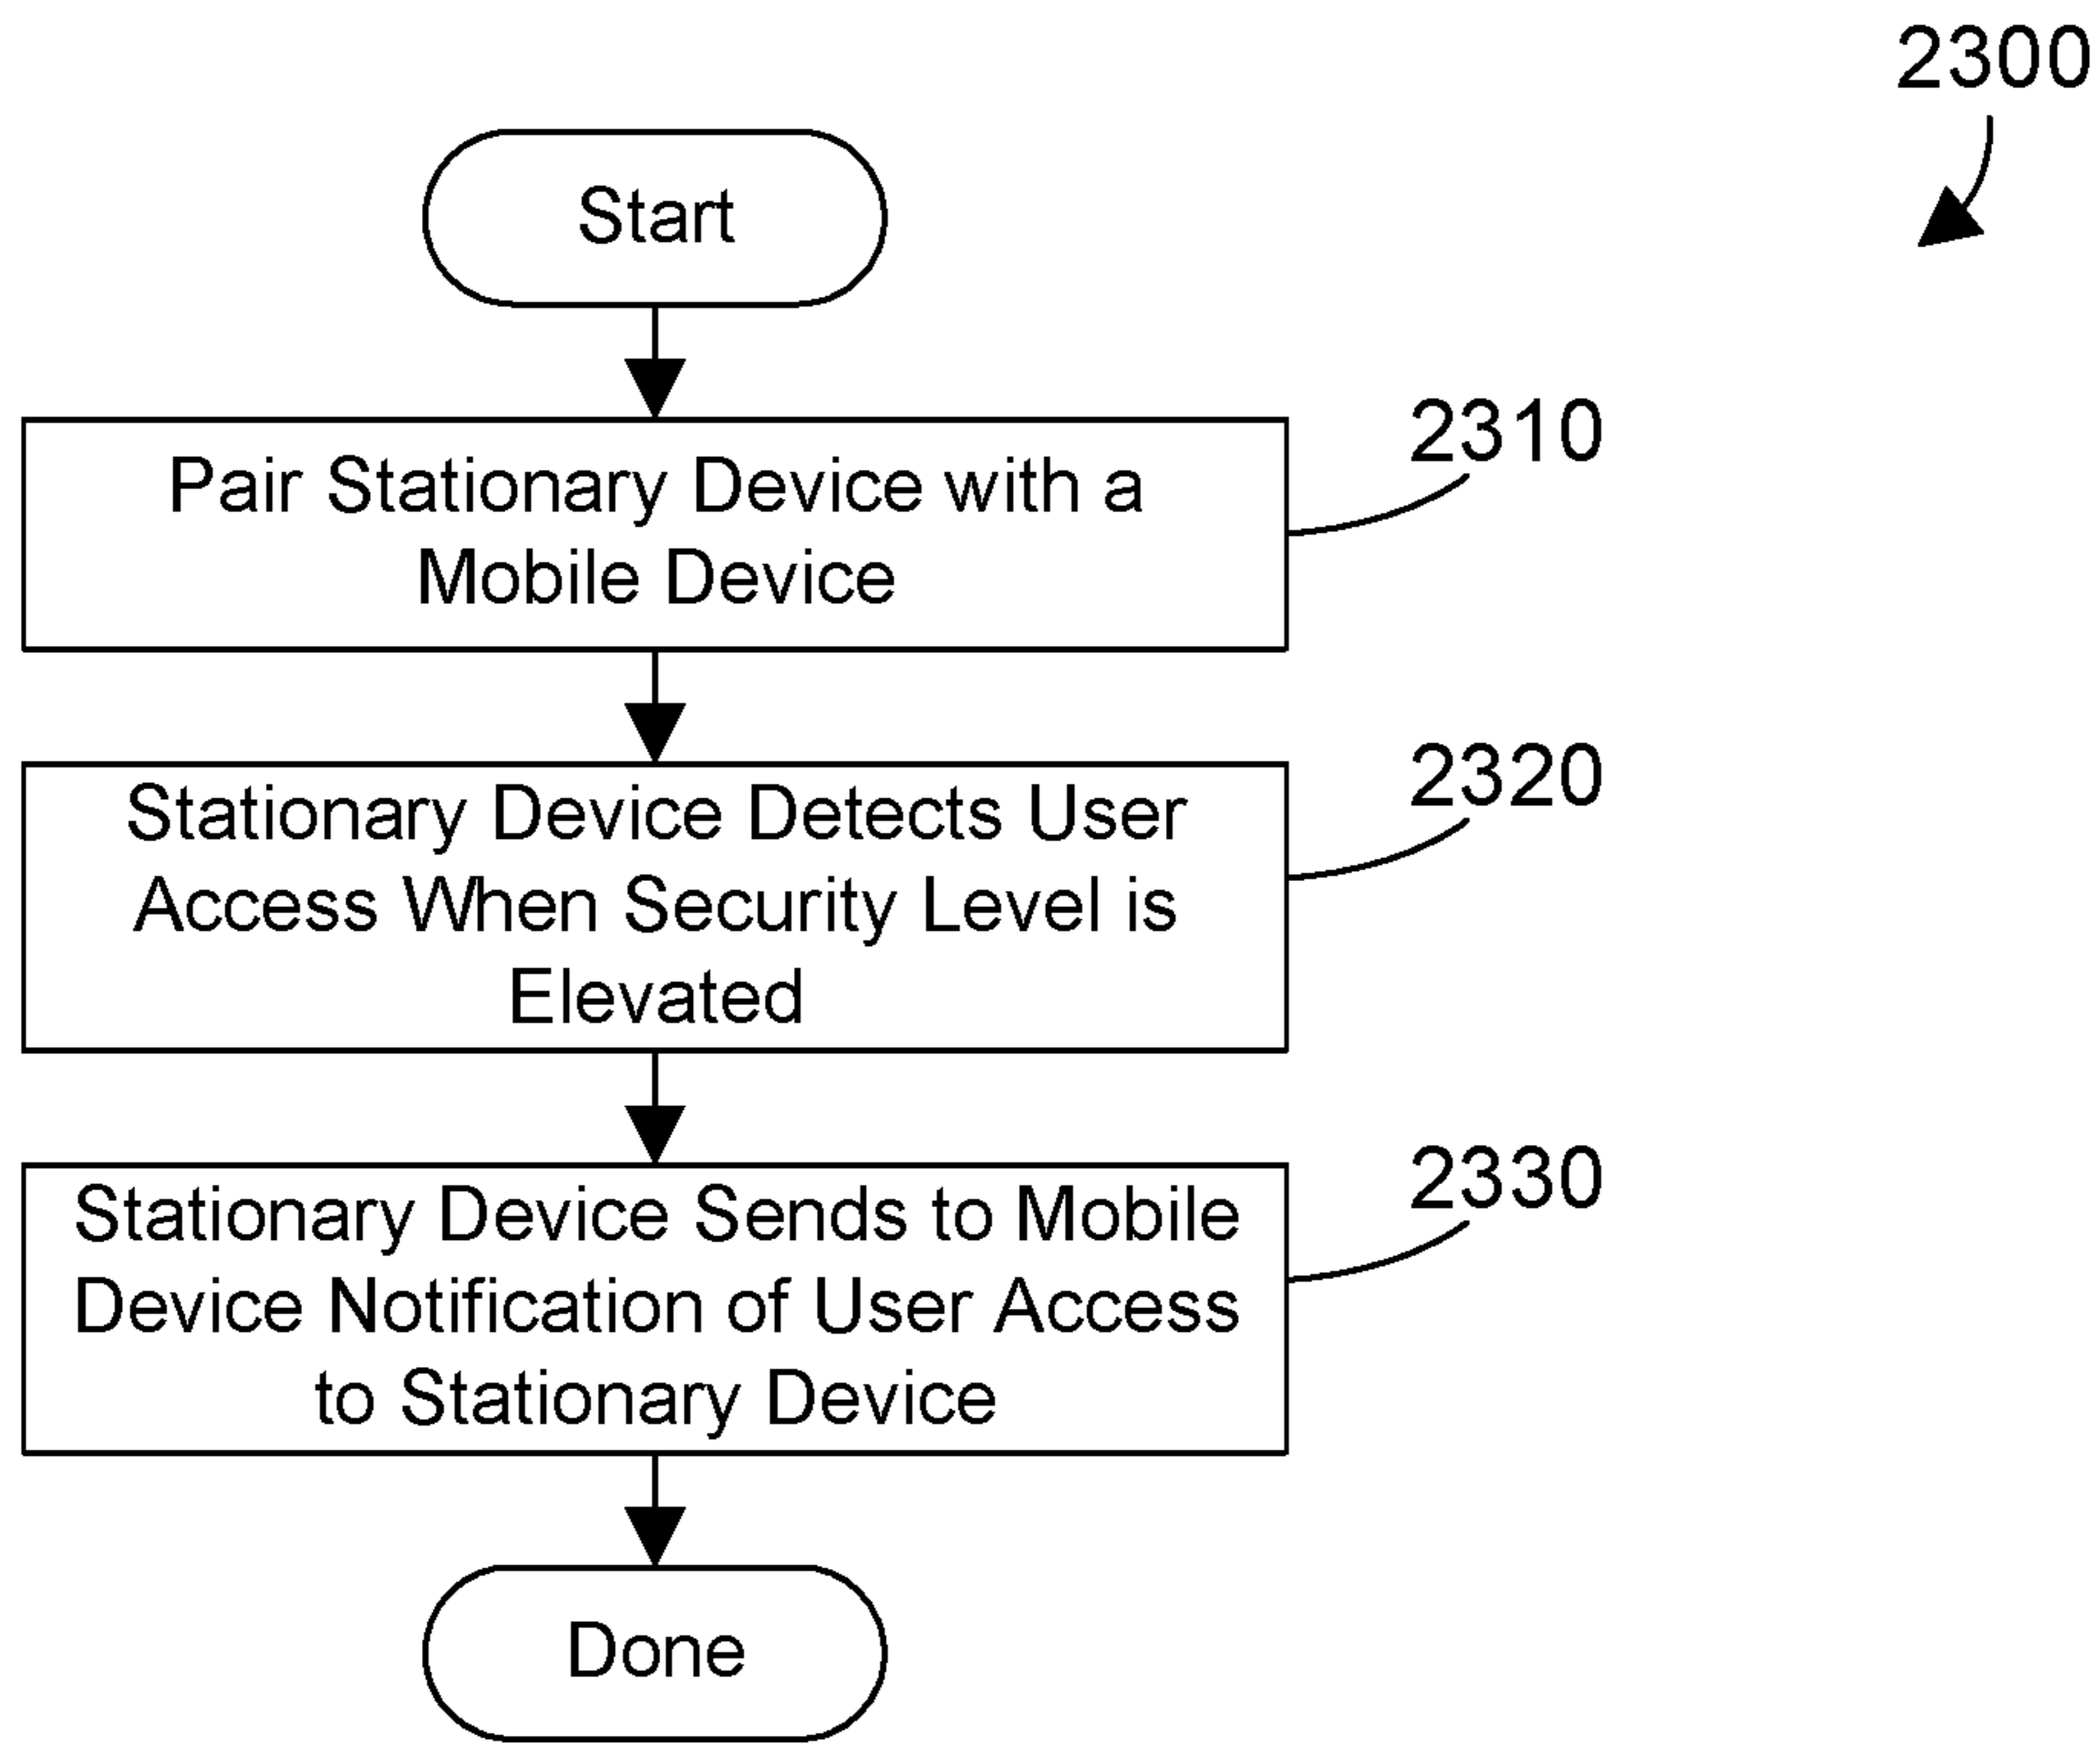 2300
Start
Pair Stationary Device with a
Mobile Device
2310
Stationary Device Detects User
Access When Security Level is
Elevated
2320
Stationary Device Sends to Mobile
Device Notification of User Access
to Stationary Device
2330
Done